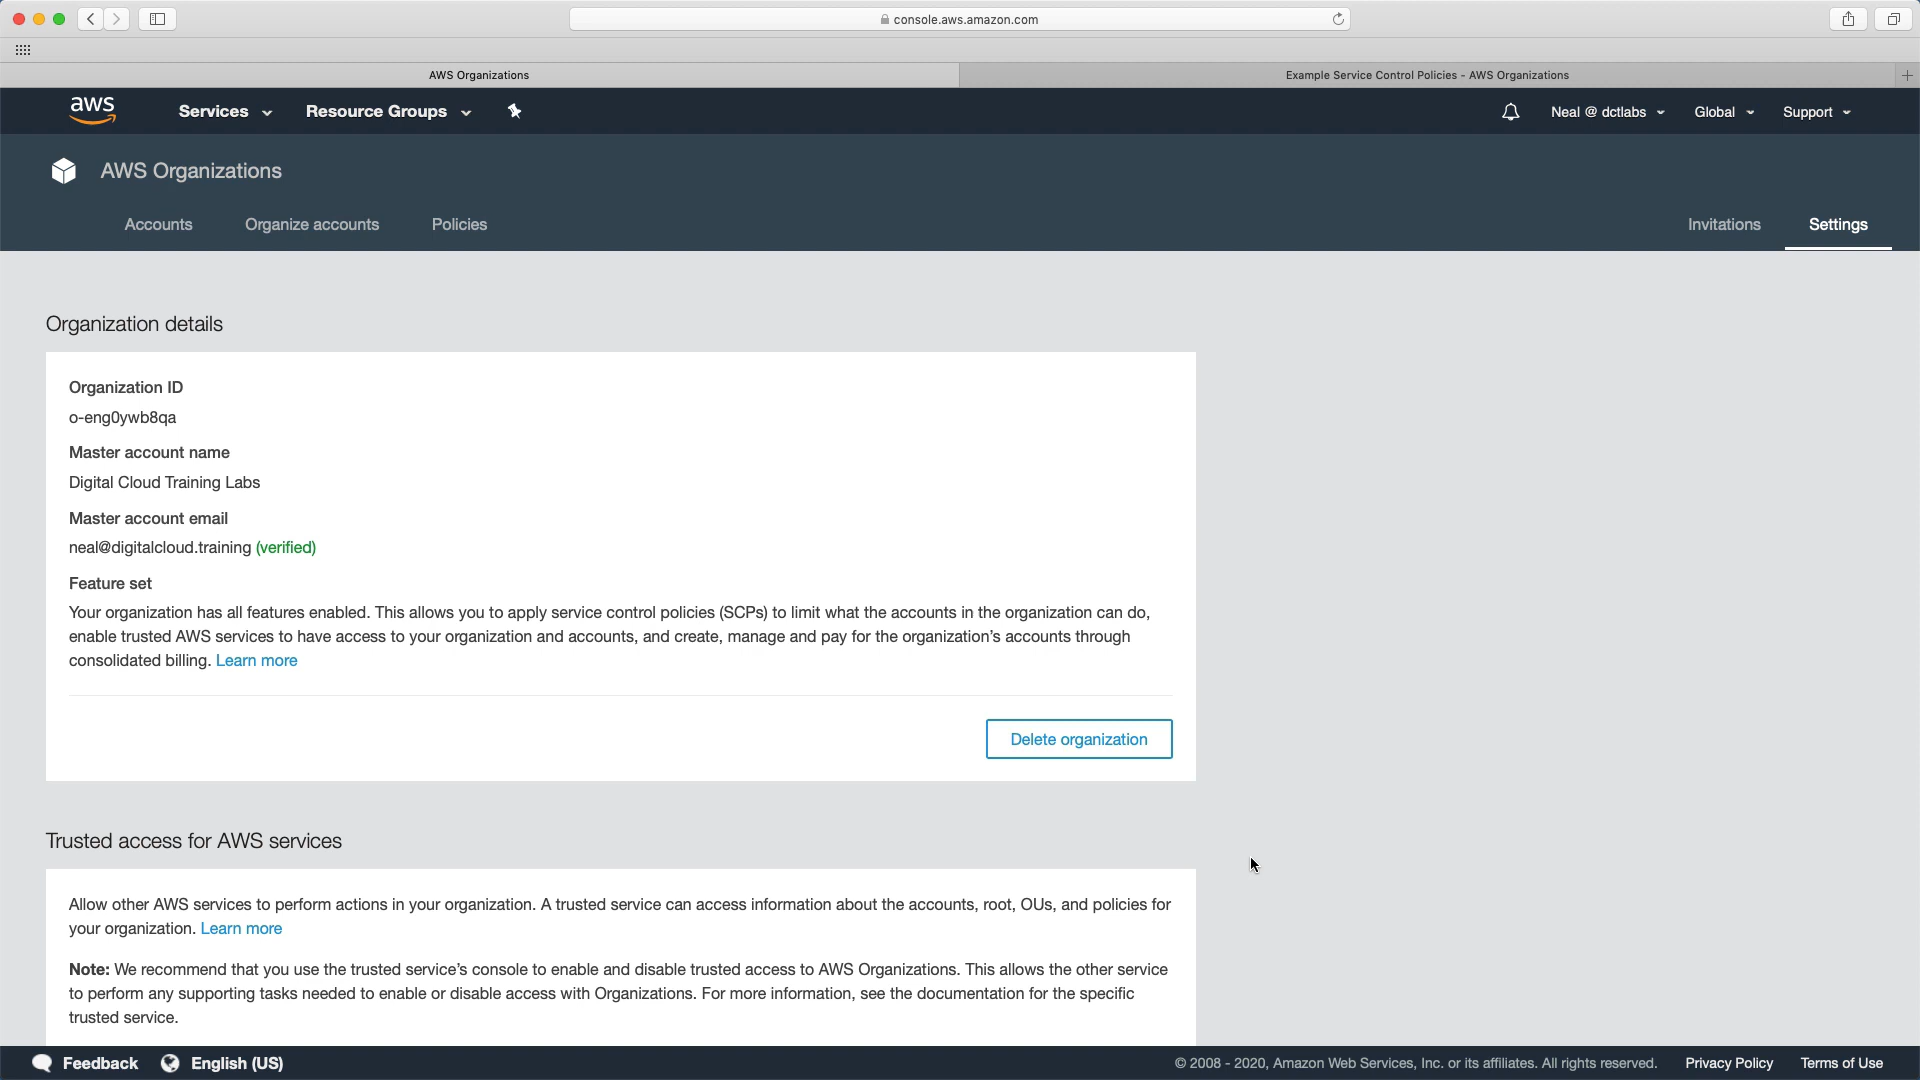 console.aws.amazon.com
AWS Organizations
Example Service Control Policies - AWS Organizations
aws
Services
Resource Groups
Neal @ dctlabs
Global
Support
AWS Organizations
Accounts
Organize accounts
Policies
Invitations
Settings
Organization details
Organization ID
o-eng0ywb8qa
Master account name
Digital Cloud Training Labs
Master account email
neal@digitalcloud.training (verified)
Feature set
Your organization has all features enabled. This allows you to apply service control policies (SCPs) to limit what the accounts in the organization can do,
enable trusted AWS services to have access to your organization and accounts, and create, manage and pay for the organization's accounts through
consolidated billing. Learn more
Delete organization
Trusted access for AWS services
Allow other AWS services to perform actions in your organization. A trusted service can access information about the accounts, root, OUs, and policies for
your organization. Learn more
Note: We recommend that you use the trusted service's console to enable and disable trusted access to AWS Organizations. This allows the other service
to perform any supporting tasks needed to enable or disable access with Organizations. For more information, see the documentation for the specific
trusted service.
Feedback
English (US)
© 2008 - 2020, Amazon Web Services, Inc. or its affiliates. All rights reserved.
Privacy Policy
Terms of Use